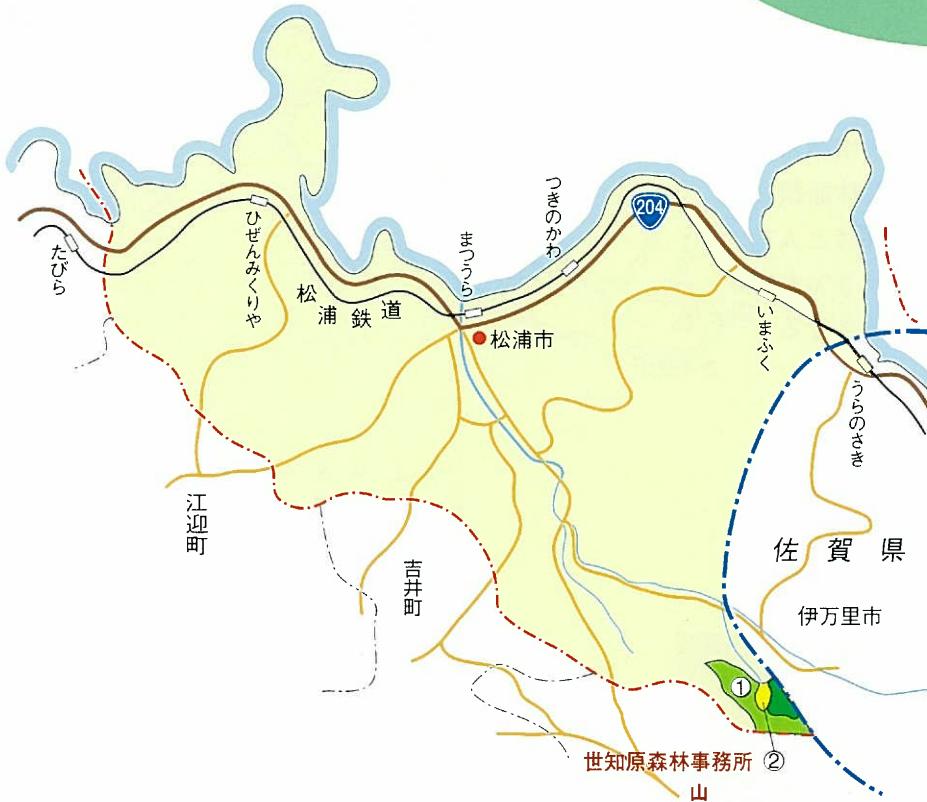 204
つきのかわ
まつうら
ひぜんみくりや
たびら
松浦鉄道
松浦市
いまふく
うらのさき
江迎町
吉井町
佐賀県
伊万里市
①
②
世知原森林事務所
山